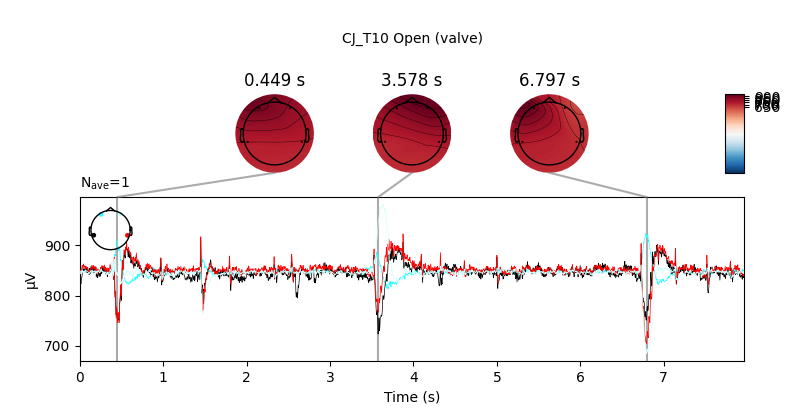 CJ_T10 Open (valve)
0.449 s 3.578 s 6.797 s
Nave=1
900
800
700
µV
0 1 2 3 4 5 6 7
Time (s)